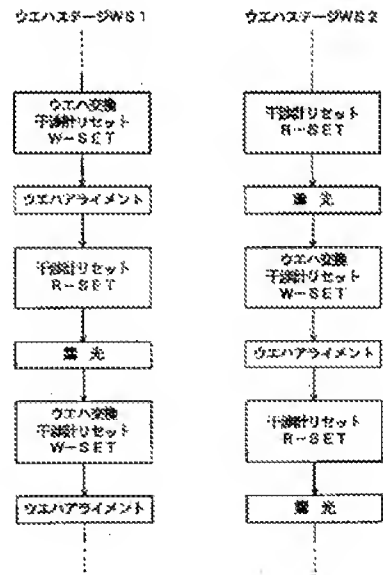 ウエハステージWS1
ウエハ交換
干渉計リセット
W-SET
ウエハアライメント
干渉計リセット
R-SET
露 光
ウエハ交換
干渉計リセット
W-SET
ウエハアライメント
ウエハステージWS2
干渉計リセット
R-SET
露 光
ウエハ交換
干渉計リセット
W-SET
ウエハアライメント
干渉計リセット
R-SET
露 光